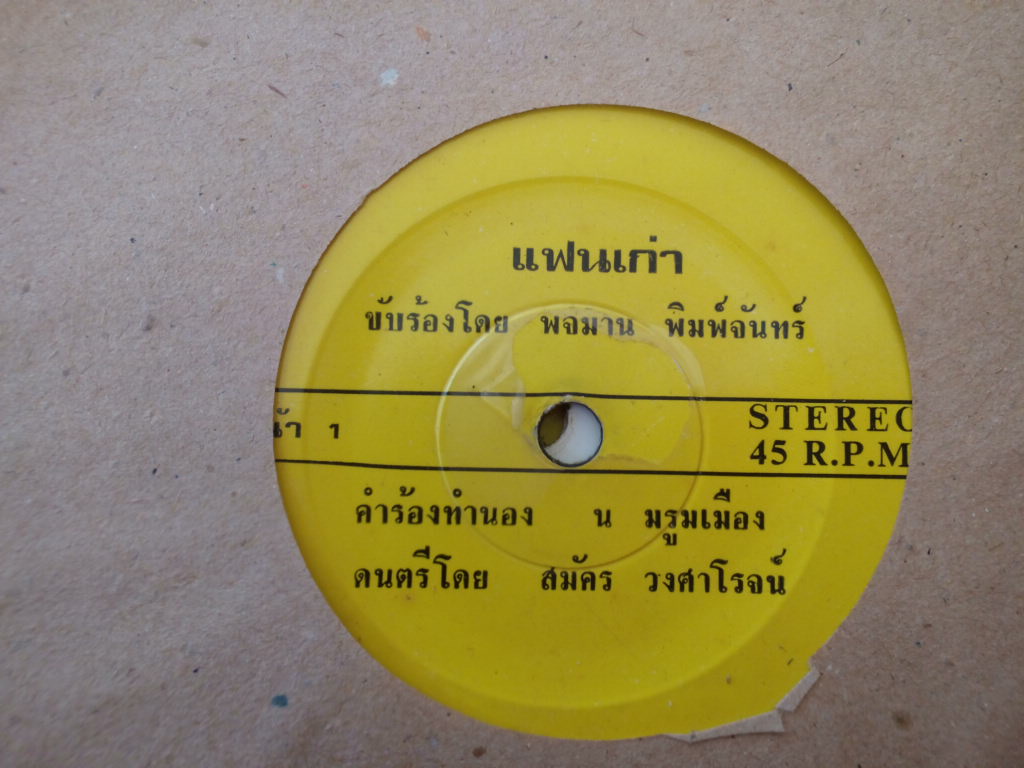 แฟนเก่า
ขับร้องโดย พจมาน พิมพ์จันทร์
น้า 1
STEREO
45 R.P.M
คำร้องทำนอง น มรูมเมือง
ดนตรีโดย สมัคร วงศาโรจน์